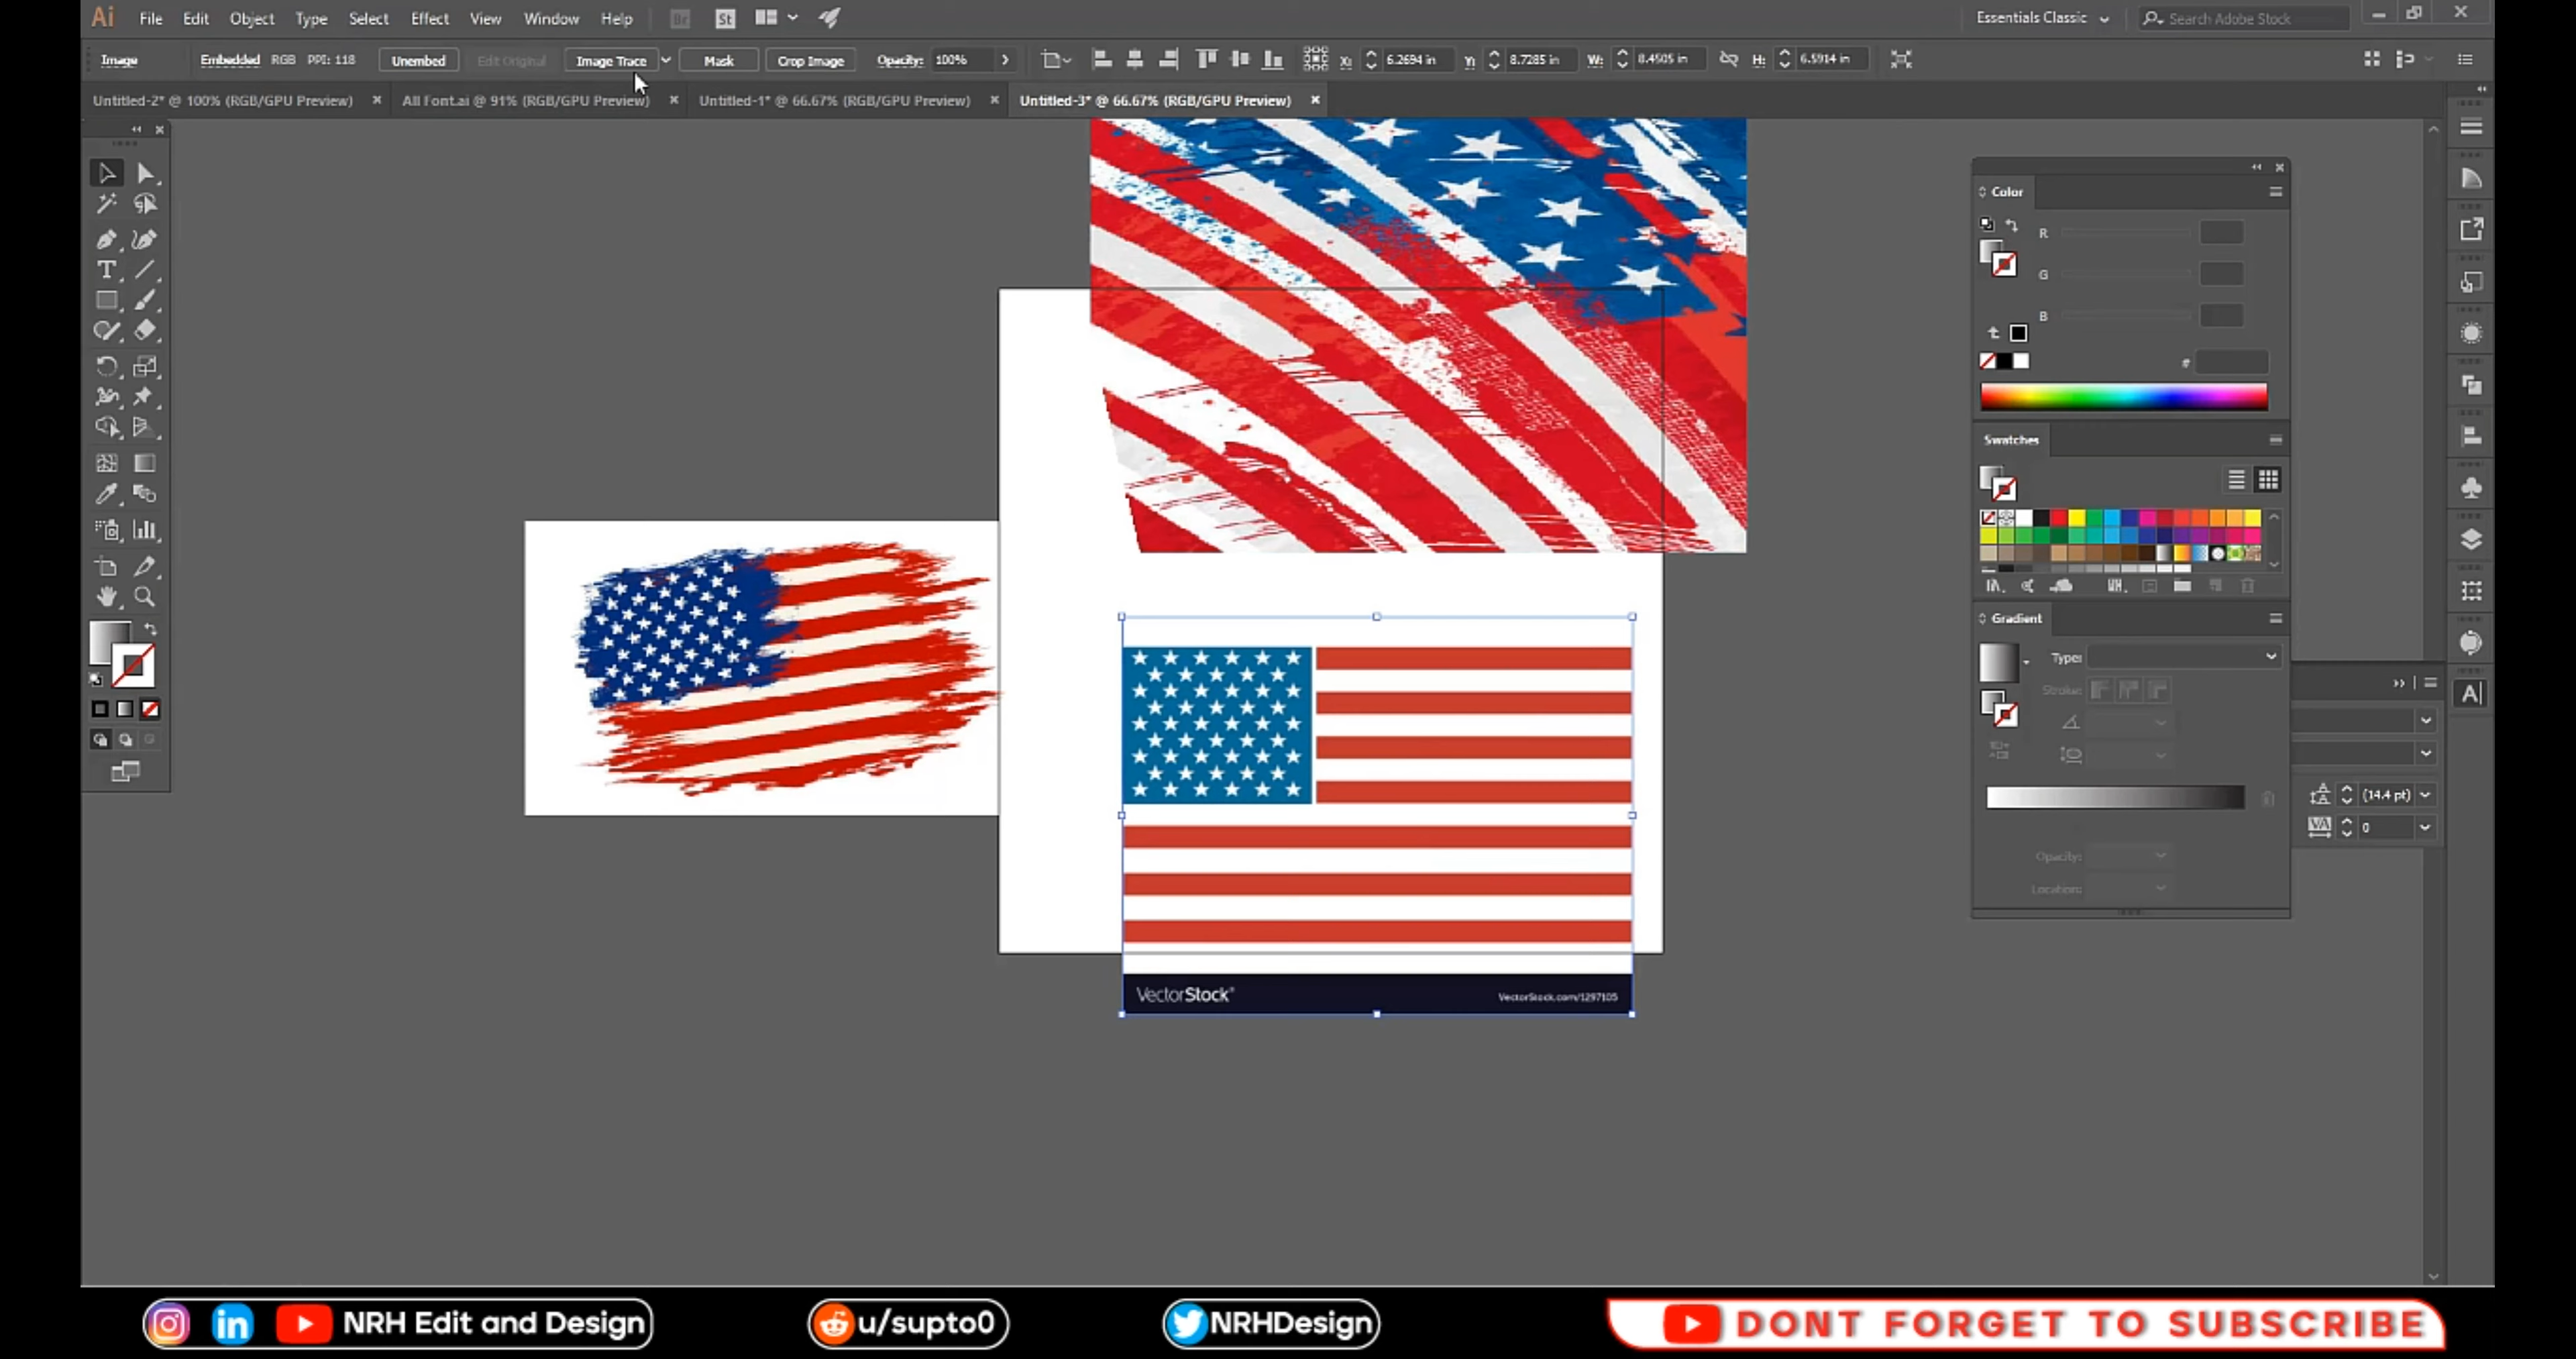 Ai File Edit Object Type Select Effect View Window Help Br St Essentials Classic Search Adobe Stock
Image Embedded RGB PPI: 118 Unembed Edit Original Image Trace Mask Crop Image Opacity: 100% X: 6.2694 in Y: 8.7285 in W: 8.4505 in H: 6.5914 in
Untitled-2* @ 100% (RGB/GPU Preview) All Font.ai @ 91% (RGB/GPU Preview) Untitled-1* @ 66.67% (RGB/GPU Preview) Untitled-3* @ 66.67% (RGB/GPU Preview)
Color
R
G
B
#
Swatches
Gradient
Type:
Stroke:
Opacity:
Location:
(14.4 pt)
VA 0
A
T
VectorStock® VectorStock.com/1297105
NRH Edit and Design u/supto0 NRHDesign DONT FORGET TO SUBSCRIBE